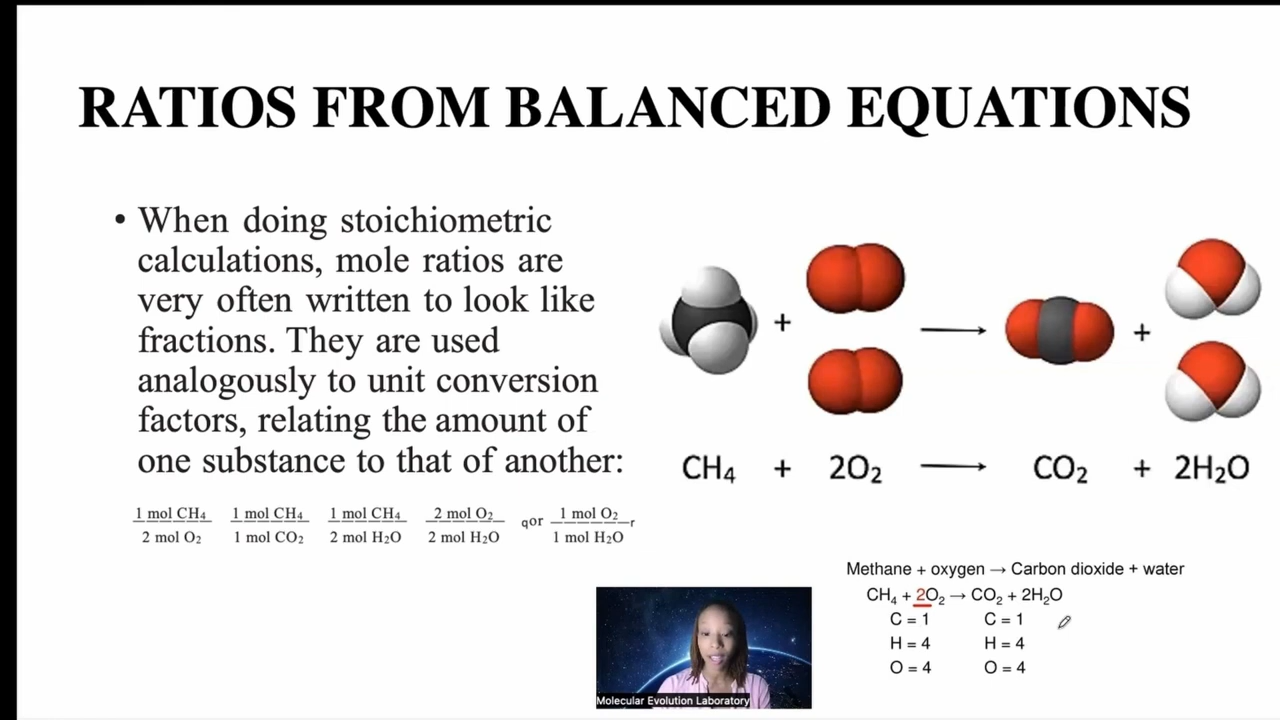 RATIOS FROM BALANCED EQUATIONS
• When doing stoichiometric
calculations, mole ratios are
very often written to look like
fractions. They are used
analogously to unit conversion
factors, relating the amount of
one substance to that of another:
1 mol CH₄ 1 mol CH₄ 1 mol CH₄ 2 mol O₂ qor 1 mol O₂ r
2 mol O₂ 1 mol CO₂ 2 mol H₂O 2 mol H₂O 1 mol H₂O
+ → +
CH₄ + 2O₂ → CO₂ + 2H₂O
Methane + oxygen → Carbon dioxide + water
CH₄ + 2O₂ → CO₂ + 2H₂O
C = 1 C = 1
H = 4 H = 4
O = 4 O = 4
Molecular Evolution Laboratory